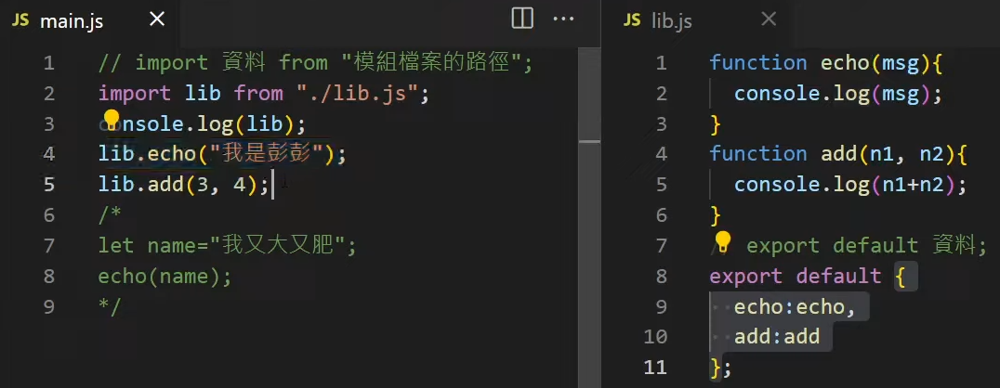 JS main.js
1 // import 資料 from "模組檔案的路徑";
2 import lib from "./lib.js";
3 console.log(lib);
4 lib.echo("我是彭彭");
5 lib.add(3, 4);
6 /*
7 let name="我又大又肥";
8 echo(name);
9 */
JS lib.js
1 function echo(msg){
2 console.log(msg);
3 }
4 function add(n1, n2){
5 console.log(n1+n2);
6 }
7 // export default 資料;
8 export default {
9 echo:echo,
10 add:add
11 };